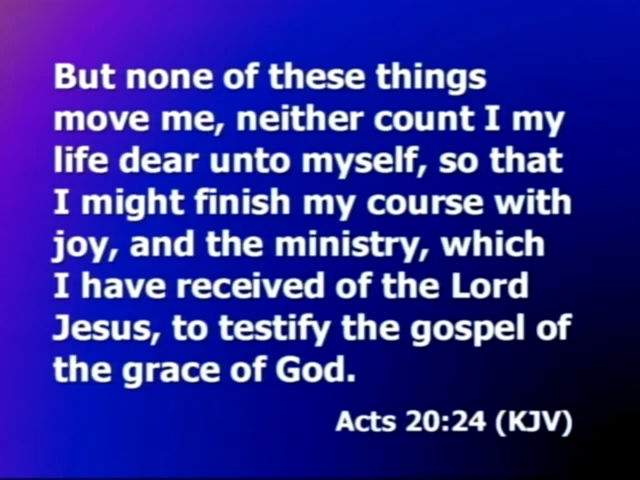 But none of these things
move me, neither count I my
life dear unto myself, so that
I might finish my course with
joy, and the ministry, which
I have received of the Lord
Jesus, to testify the gospel of
the grace of God.
Acts 20:24 (KJV)